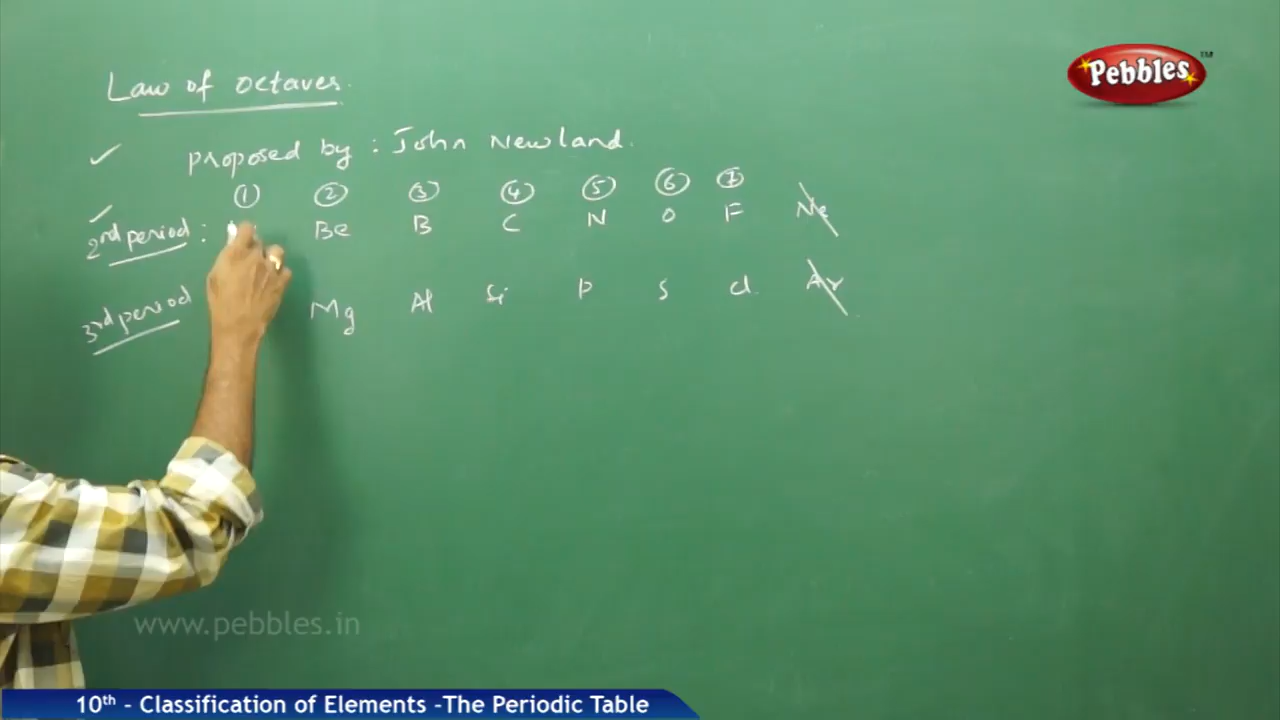 Law of octaves.
Pebbles™
proposed by : John Newland.
① ② ③ ④ ⑤ ⑥ ⑦
2nd period : Be B C N O F Ne
3rd period Mg Al Si P S Cl Ar
www.pebbles.in
10th - Classification of Elements -The Periodic Table